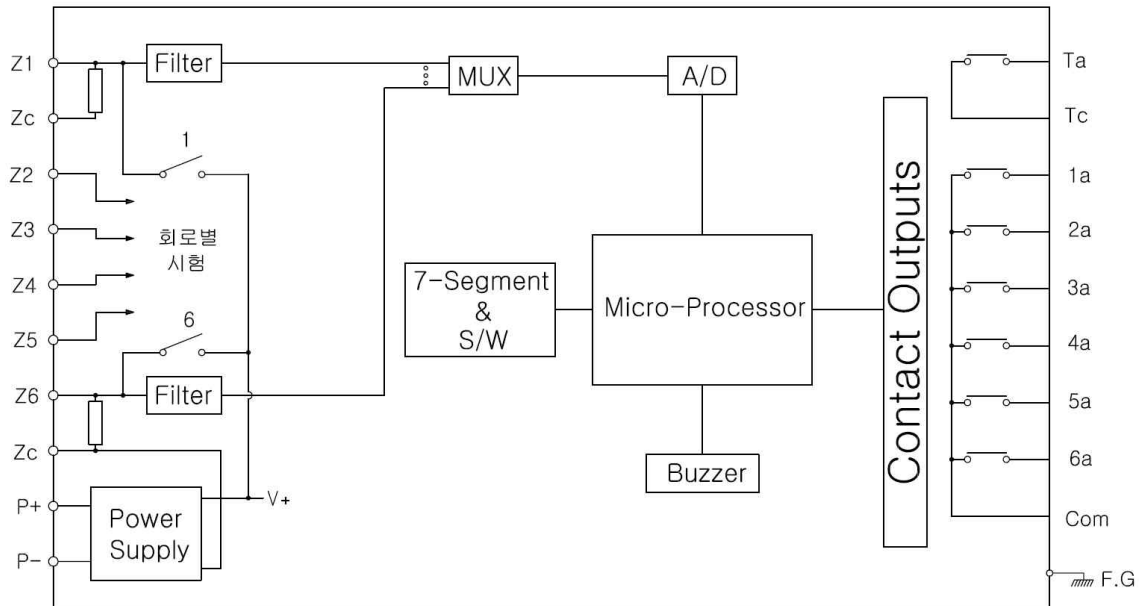 Z1
Filter
MUX
A/D
Ta
Zc
Tc
1
Z2
1a
Z3
회로별
시험
2a
Z4
7-Segment
&
S/W
Micro-Processor
Contact Outputs
3a
Z5
6
4a
Z6
Filter
5a
Zc
Buzzer
6a
P+
Power
Supply
V+
Com
P-
F.G